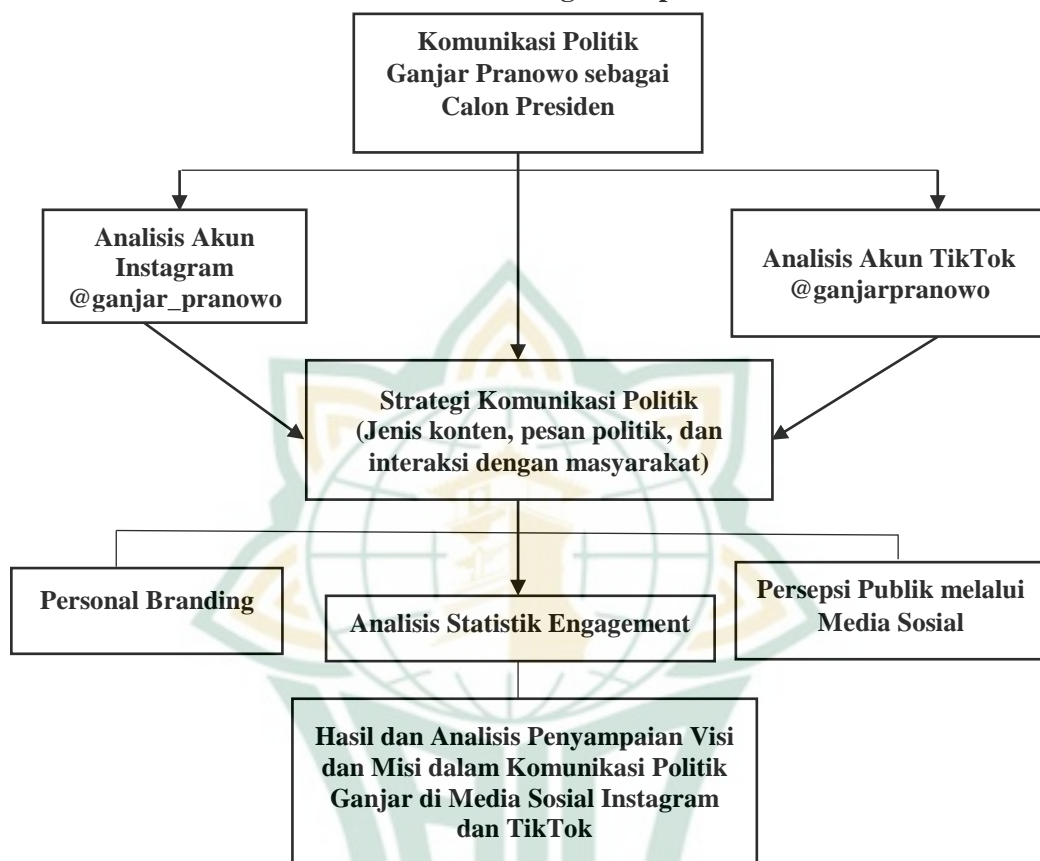 Komunikasi Politik
Ganjar Pranowo sebagai
Calon Presiden
Analisis Akun
Instagram
@ganjar_pranowo
Analisis Akun TikTok
@ganjarpranowo
Strategi Komunikasi Politik
(Jenis konten, pesan politik, dan
interaksi dengan masyarakat)
Personal Branding
Analisis Statistik Engagement
Persepsi Publik melalui
Media Sosial
Hasil dan Analisis Penyampaian Visi
dan Misi dalam Komunikasi Politik
Ganjar di Media Sosial Instagram
dan TikTok